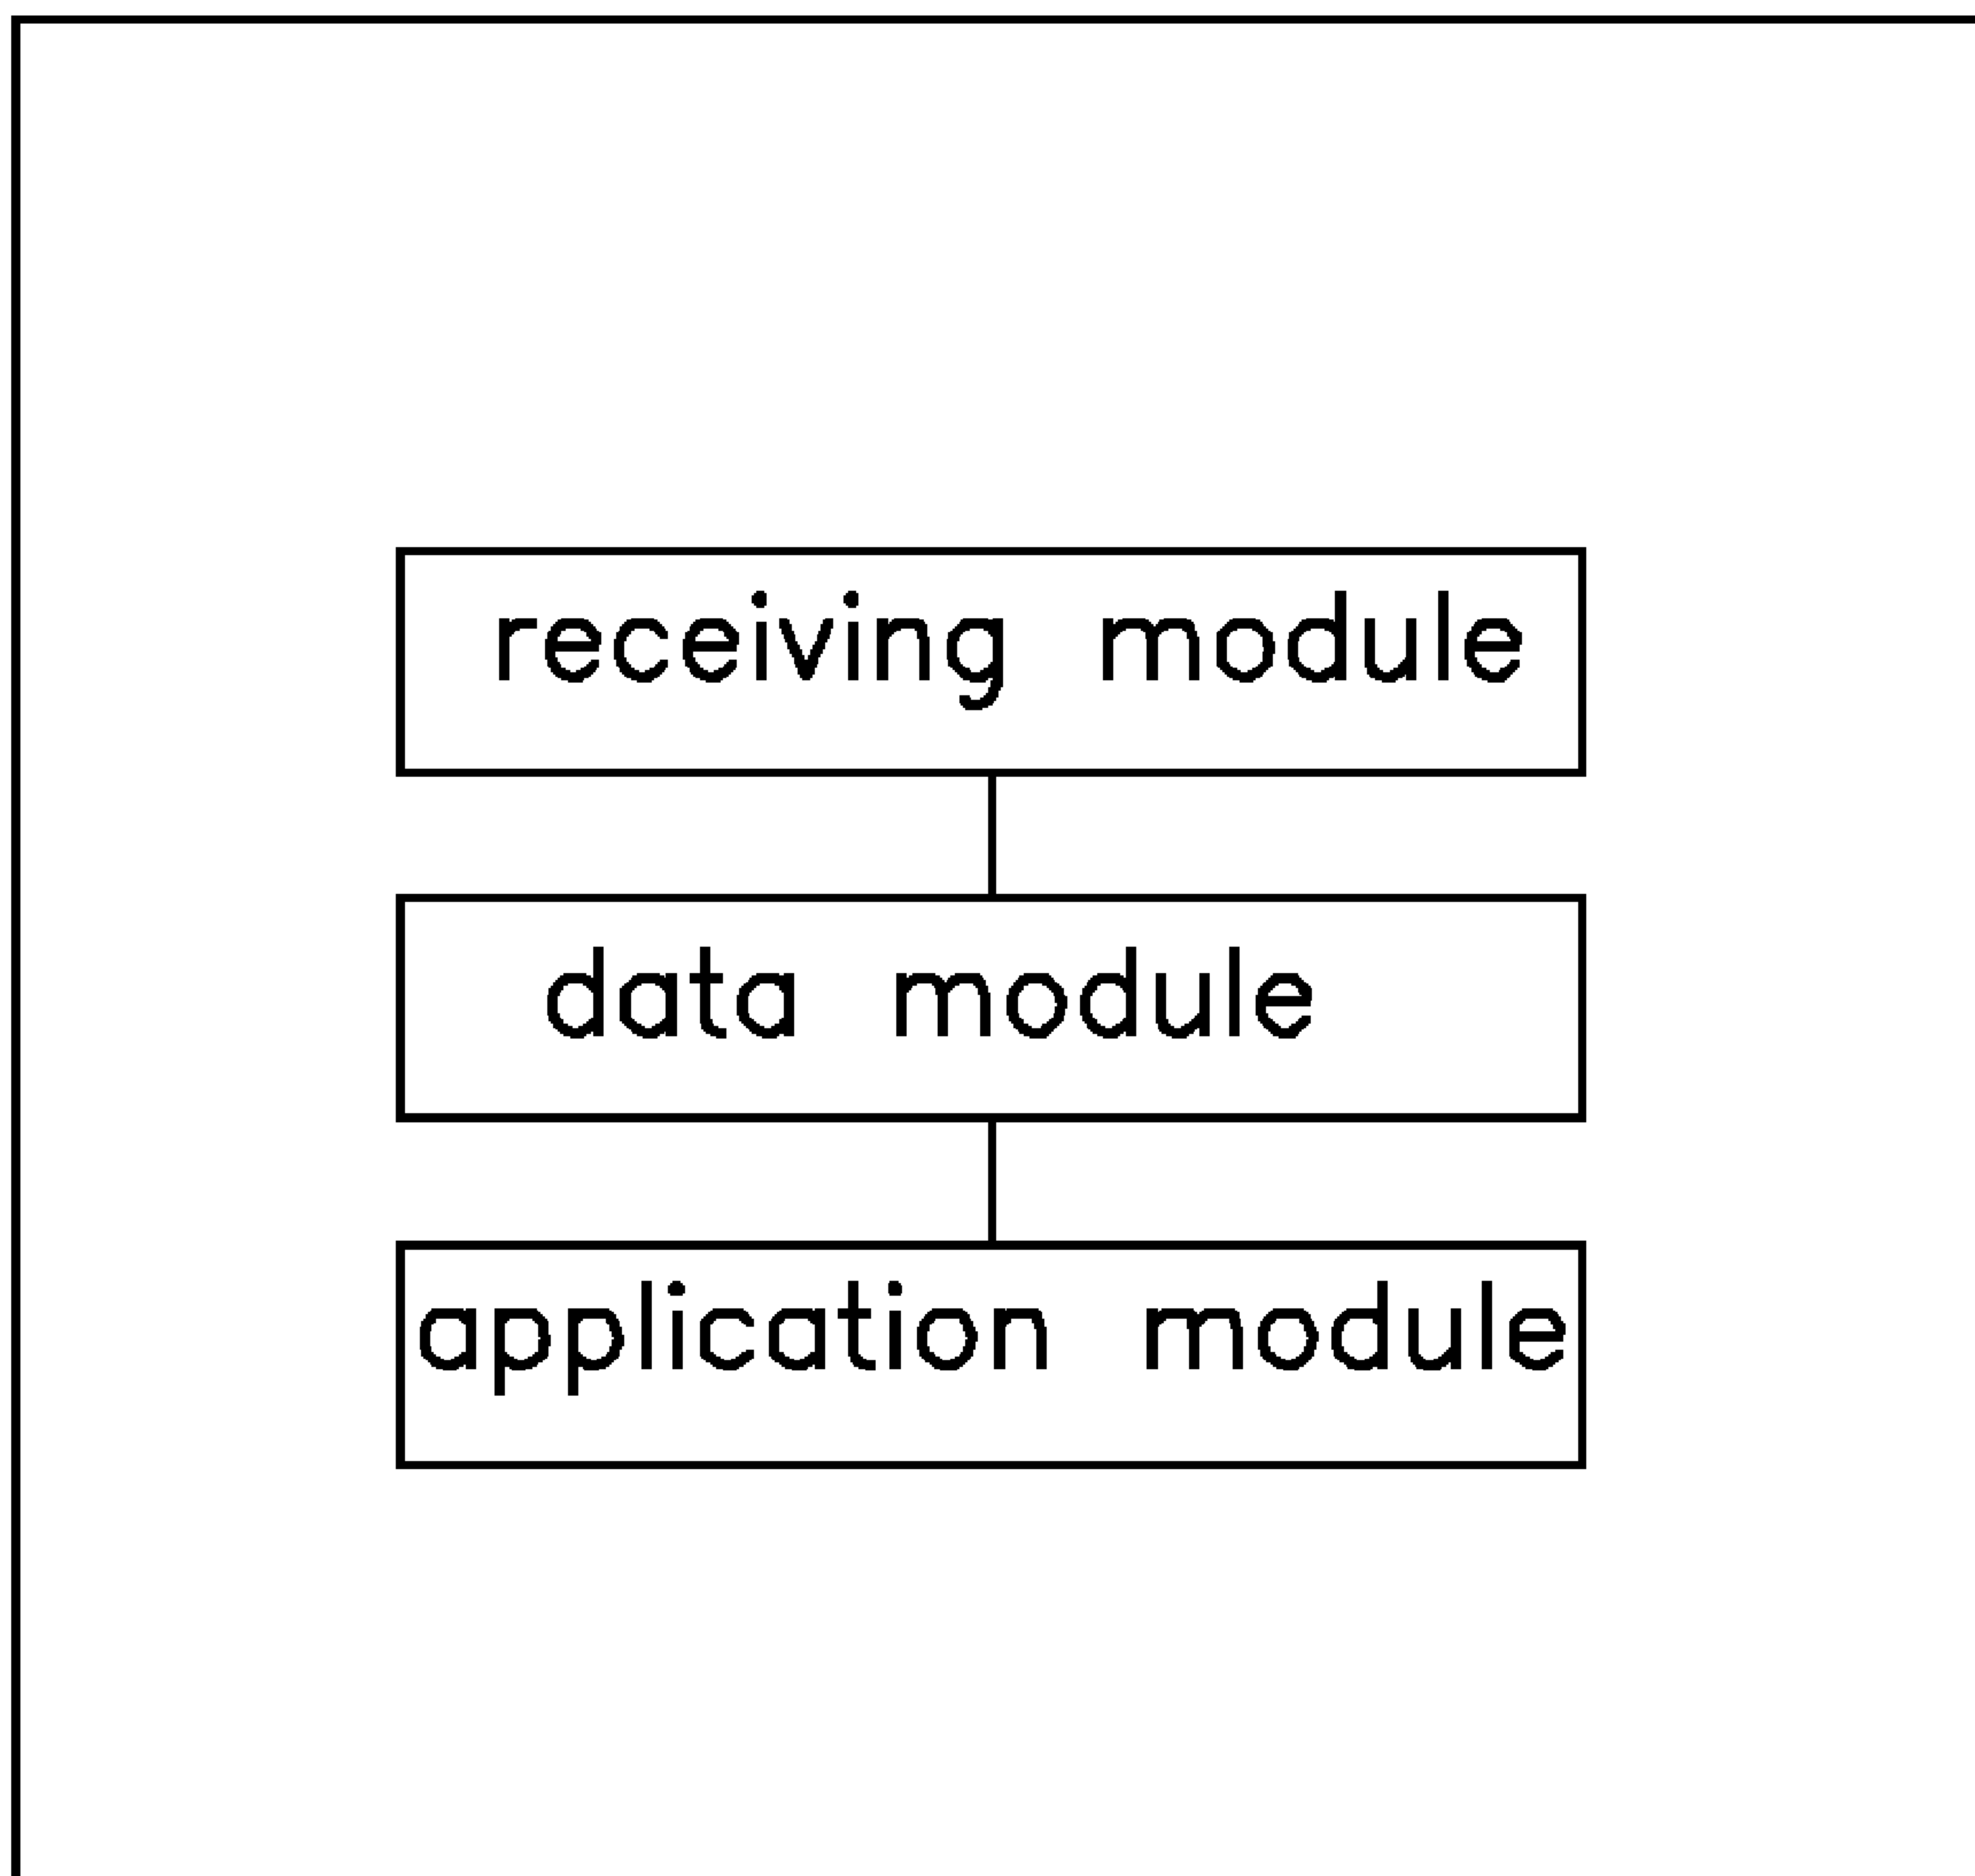 receiving module
data module
application module